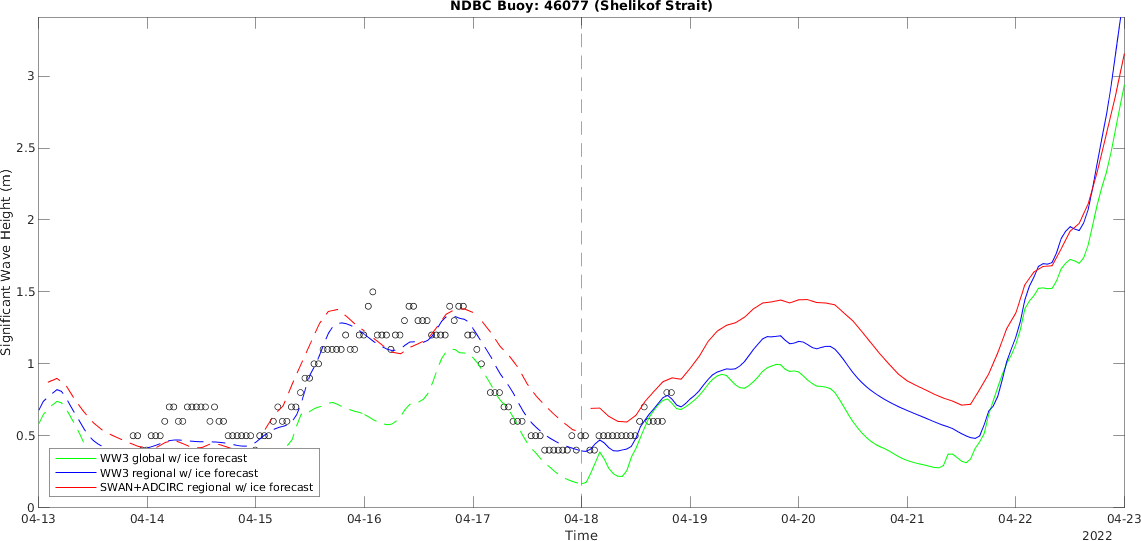 NDBC Buoy: 46077 (Shelikof Strait)
Significant Wave Height (m)
3
2.5
2
1.5
1
0.5
0
WW3 global w/ ice forecast
WW3 regional w/ ice forecast
SWAN+ADCIRC regional w/ ice forecast
04-13 04-14 04-15 04-16 04-17 04-18 04-19 04-20 04-21 04-22 04-23
Time
2022